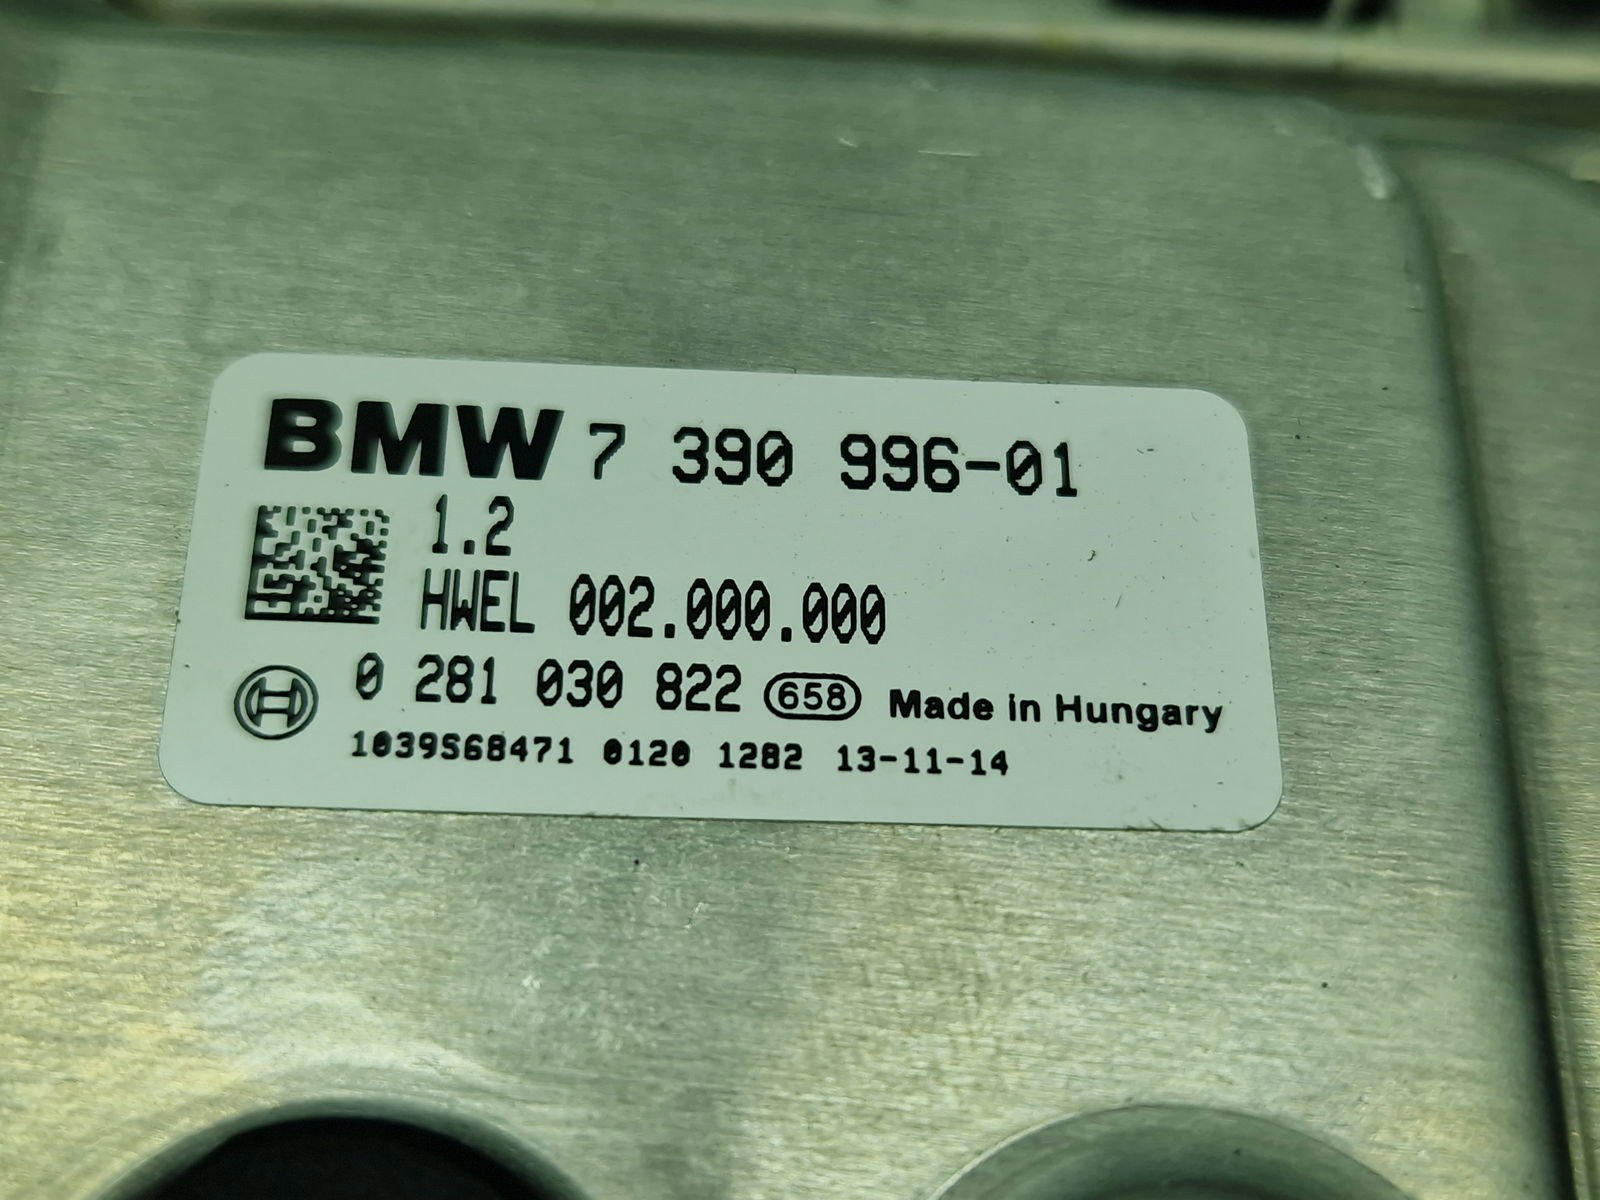 BMW 7 390 996-01
1.2
HWEL 002.000.000
0 281 030 822 658 Made in Hungary
1039S68471 0120 1282 13-11-14